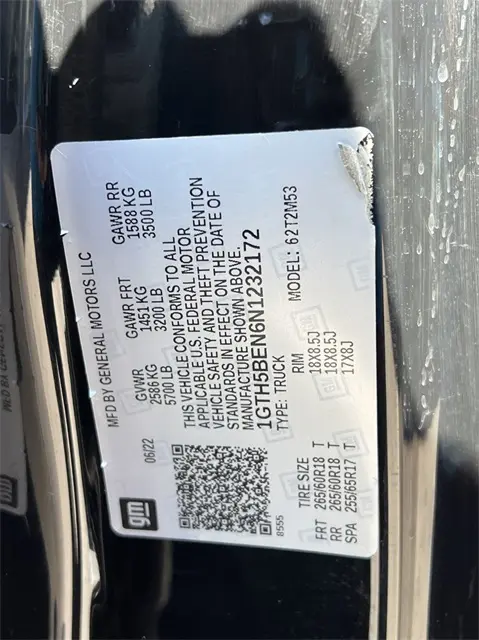 MFD BY GENERAL MOTORS LLC
06/22
GVWR GAWR FRT GAWR RR
2586 KG 1451 KG 1588 KG
5700 LB 3200 LB 3500 LB
THIS VEHICLE CONFORMS TO ALL
APPLICABLE U.S. FEDERAL MOTOR
VEHICLE SAFETY AND THEFT PREVENTION
STANDARDS IN EFFECT ON THE DATE OF
MANUFACTURE SHOWN ABOVE.
1GTH5BEN6N1232172
TYPE: TRUCK MODEL: 62T2M53
gm
8555
TIRE SIZE RIM
FRT 265/60R18 T 18X8.5J
RR 265/60R18 T 18X8.5J
SPA 255/65R17 T 17X8J